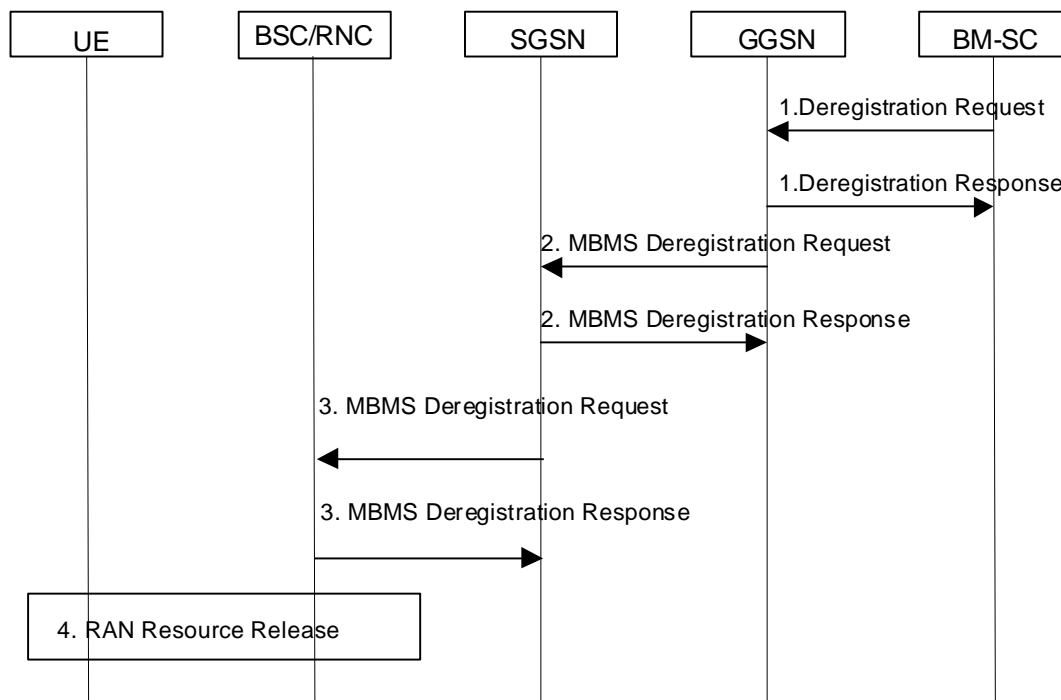 UE
BSC/RNC
SGSN
GGSN
BM-SC
1.Deregistration Request
1.Deregistration Response
2. MBMS Deregistration Request
2. MBMS Deregistration Response
3. MBMS Deregistration Request
3. MBMS Deregistration Response
4. RAN Resource Release